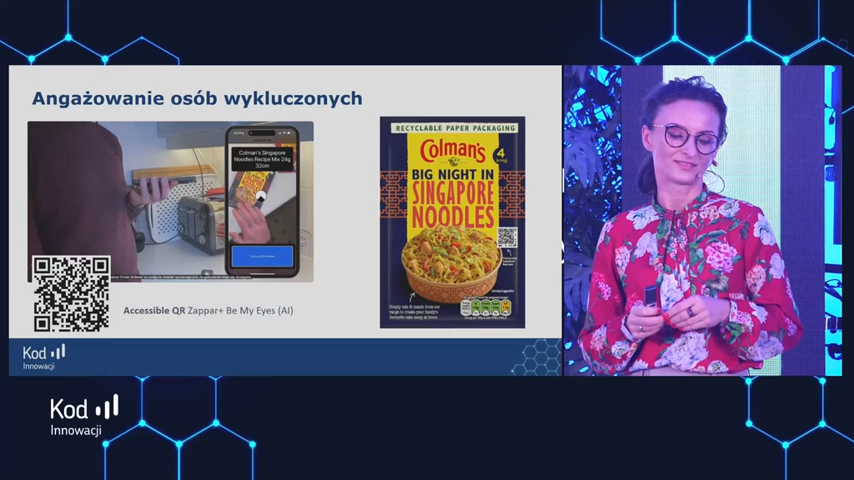 Angażowanie osób wykluczonych
Colman's Singapore
Noodles Recipe Mix 24g
32cm
RECYCLABLE PAPER PACKAGING
Colman's
4
BIG NIGHT IN
SINGAPORE
NOODLES
Accessible QR Zappar+ Be My Eyes (AI)
Kod
Innowacji
Kod
Innowacji